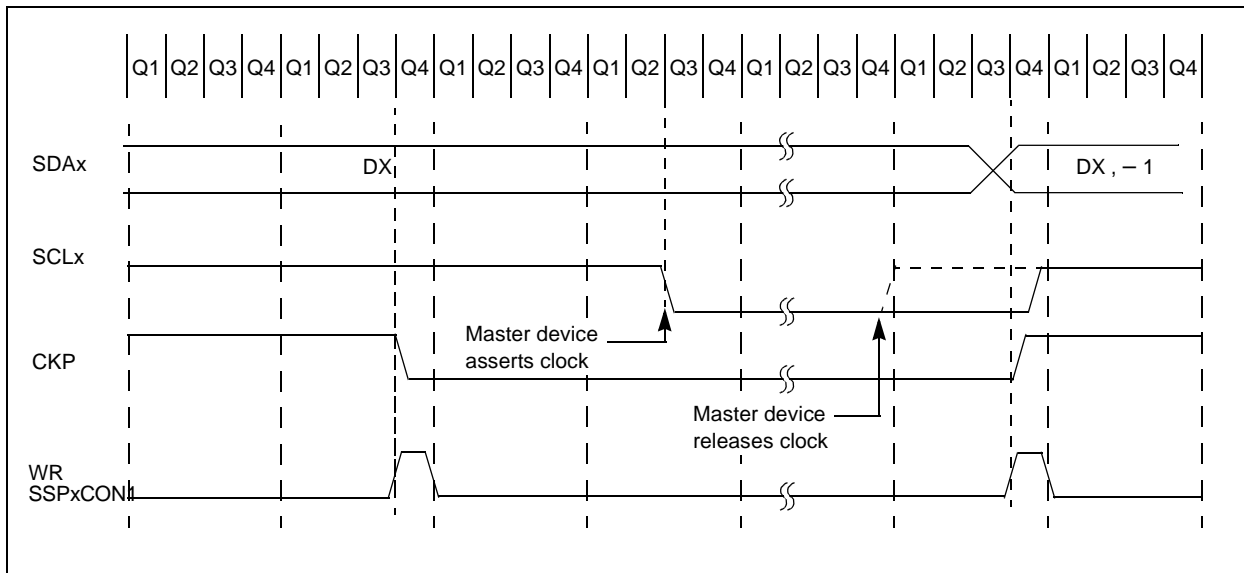 Q1 Q2 Q3 Q4 Q1 Q2 Q3 Q4 Q1 Q2 Q3 Q4 Q1 Q2 Q3 Q4 Q1 Q2 Q3 Q4 Q1 Q2 Q3 Q4 Q1 Q2 Q3 Q4
SDAx
DX
DX , – 1
SCLx
Master device
asserts clock
CKP
Master device
releases clock
WR
SSPxCON1